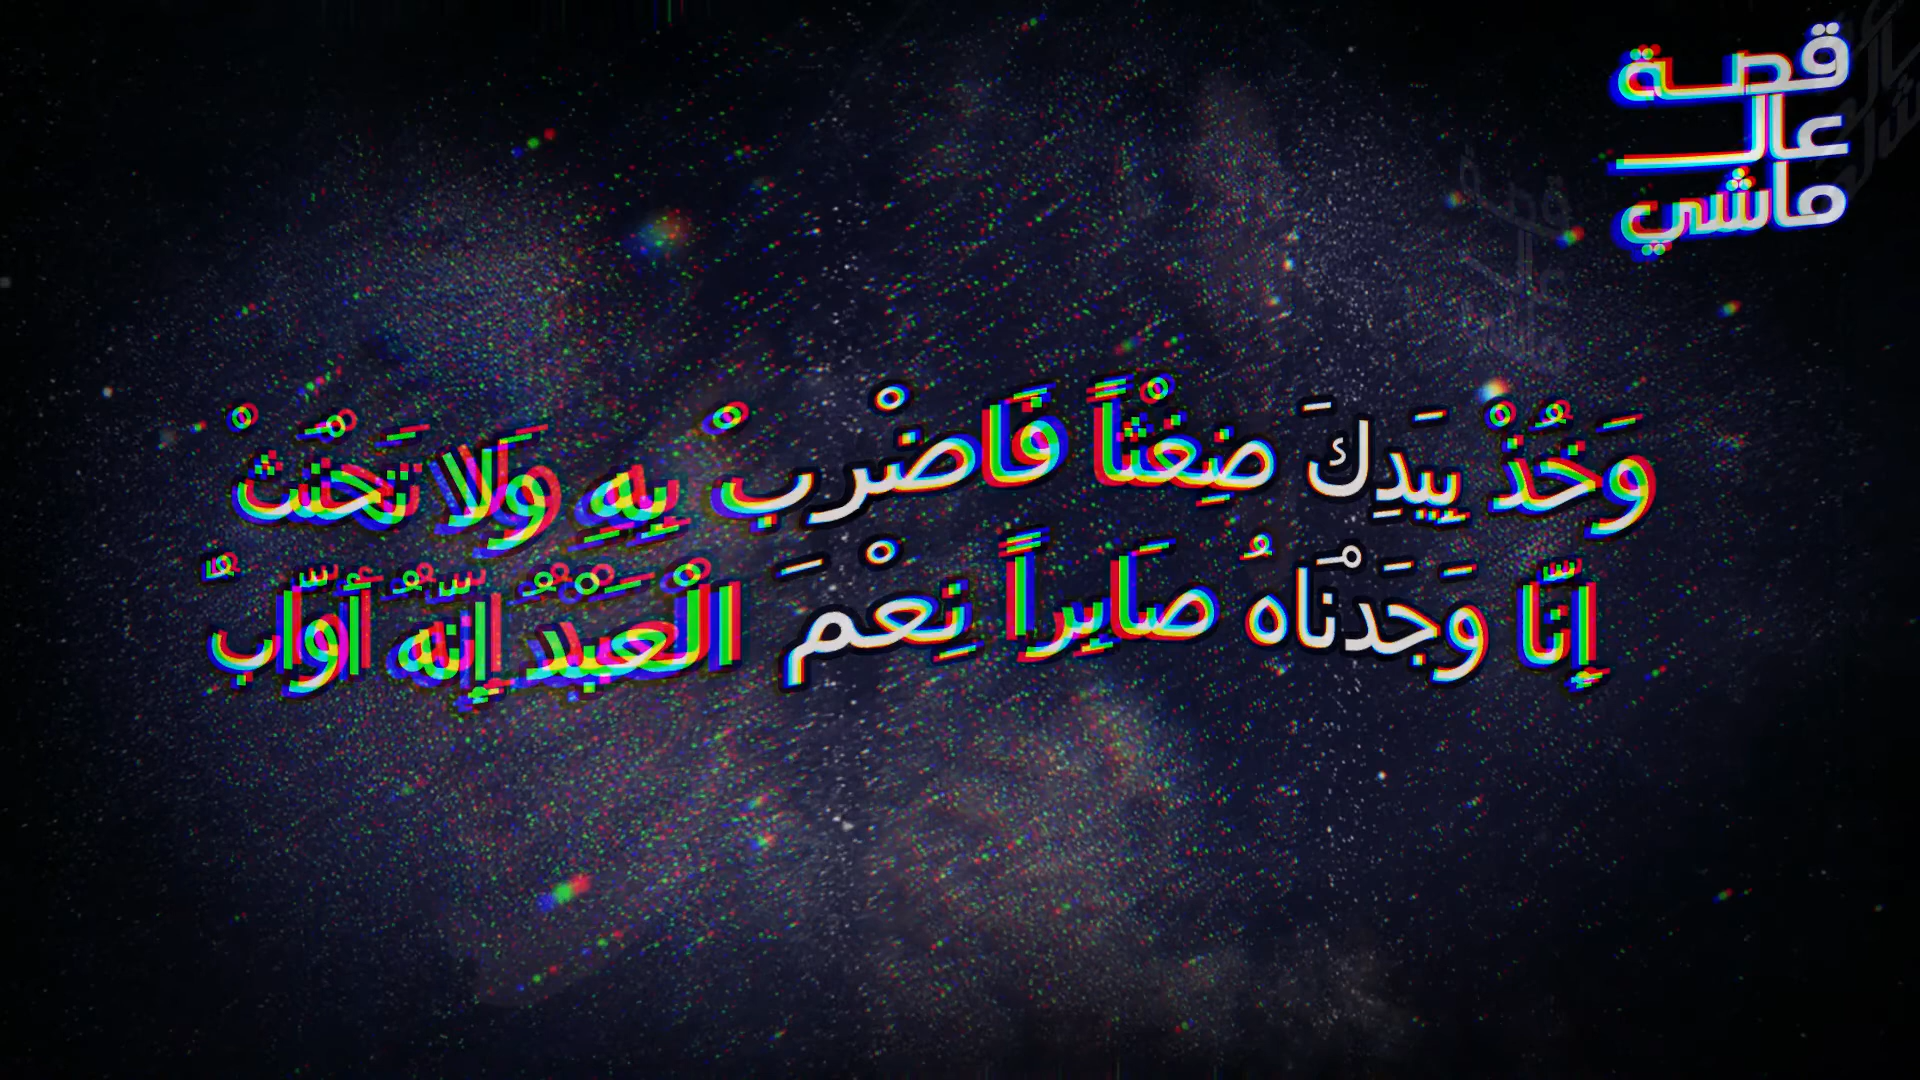 قصة
عالـ
ماشي
وَخُذْ بِيَدِكَ ضِغْثاً فَاضْرِبْ بِهِ وَلَا تَحْنَثْ
إِنَّا وَجَدْنَاهُ صَابِراً نِعْمَ الْعَبْدُ إِنَّهُ أَوَّابٌ